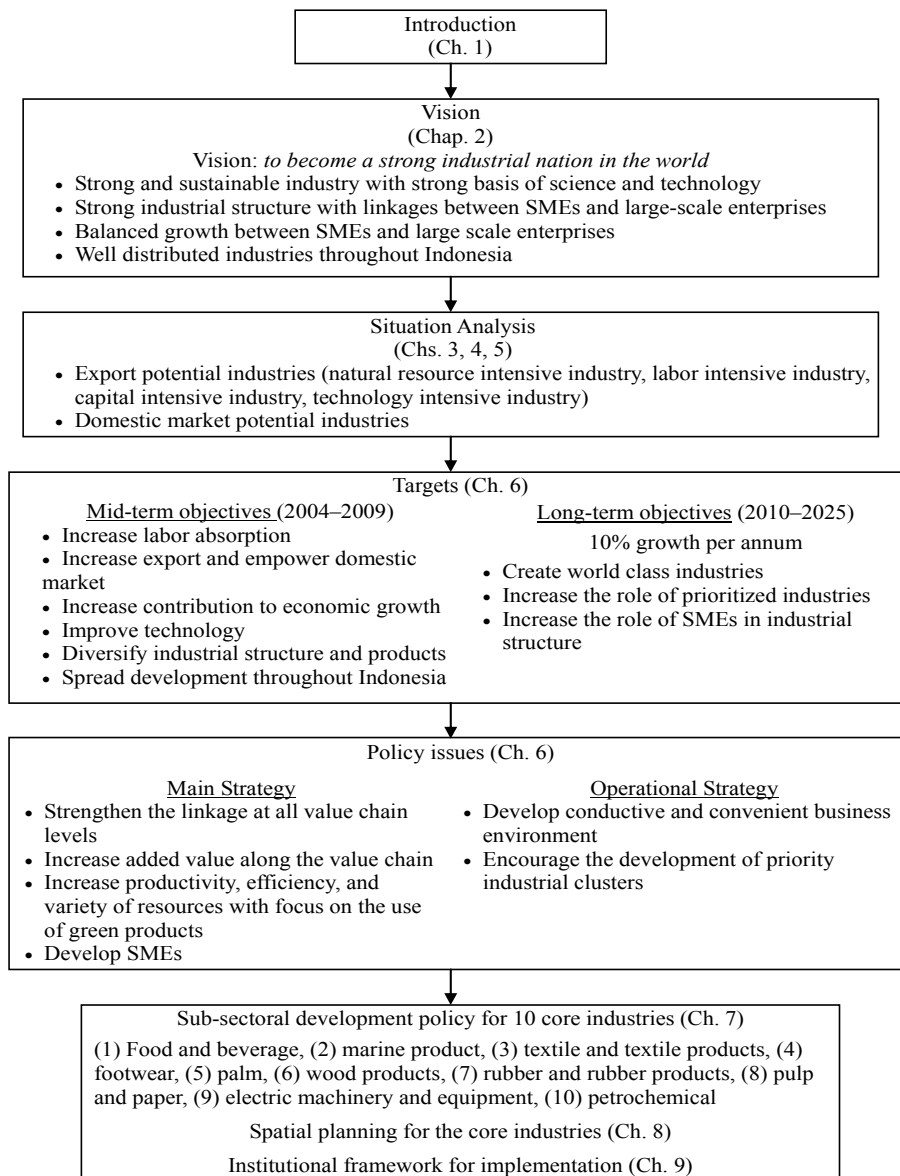 Introduction
(Ch. 1)
Vision
(Chap. 2)
Vision: to become a strong industrial nation in the world
• Strong and sustainable industry with strong basis of science and technology
• Strong industrial structure with linkages between SMEs and large-scale enterprises
• Balanced growth between SMEs and large scale enterprises
• Well distributed industries throughout Indonesia
Situation Analysis
(Chs. 3, 4, 5)
• Export potential industries (natural resource intensive industry, labor intensive industry,
capital intensive industry, technology intensive industry)
• Domestic market potential industries
Targets (Ch. 6)
Mid-term objectives (2004–2009)
• Increase labor absorption
• Increase export and empower domestic
market
• Increase contribution to economic growth
• Improve technology
• Diversify industrial structure and products
• Spread development throughout Indonesia
Long-term objectives (2010–2025)
10% growth per annum
• Create world class industries
• Increase the role of prioritized industries
• Increase the role of SMEs in industrial
structure
Policy issues (Ch. 6)
Main Strategy
• Strengthen the linkage at all value chain
levels
• Increase added value along the value chain
• Increase productivity, efficiency, and
variety of resources with focus on the use
of green products
• Develop SMEs
Operational Strategy
• Develop conductive and convenient business
environment
• Encourage the development of priority
industrial clusters
Sub-sectoral development policy for 10 core industries (Ch. 7)
(1) Food and beverage, (2) marine product, (3) textile and textile products, (4)
footwear, (5) palm, (6) wood products, (7) rubber and rubber products, (8) pulp
and paper, (9) electric machinery and equipment, (10) petrochemical
Spatial planning for the core industries (Ch. 8)
Institutional framework for implementation (Ch. 9)